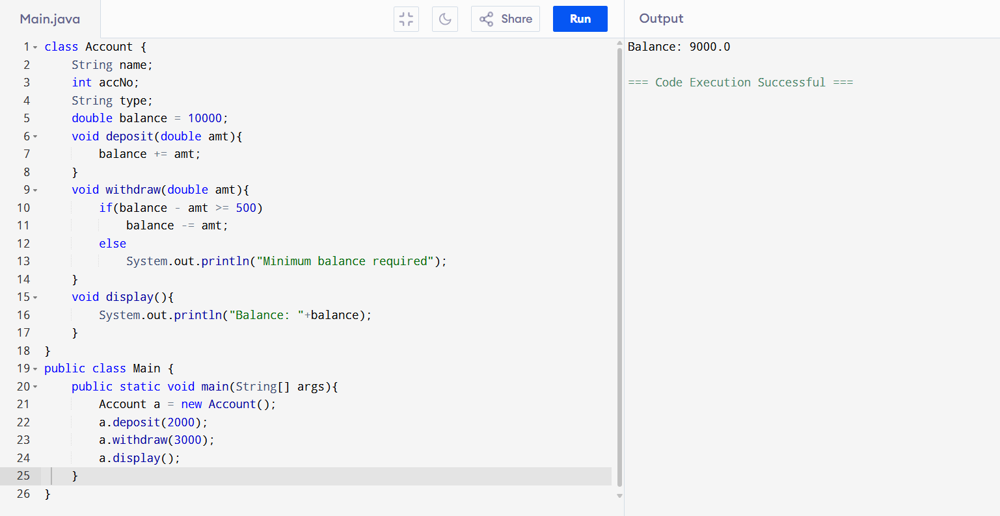 Main.java
Share
Run
Output
1 class Account {
2     String name;
3     int accNo;
4     String type;
5     double balance = 10000;
6     void deposit(double amt){
7         balance += amt;
8     }
9     void withdraw(double amt){
10         if(balance - amt >= 500)
11             balance -= amt;
12         else
13             System.out.println("Minimum balance required");
14     }
15     void display(){
16         System.out.println("Balance: "+balance);
17     }
18 }
19 public class Main {
20     public static void main(String[] args){
21         Account a = new Account();
22         a.deposit(2000);
23         a.withdraw(3000);
24         a.display();
25     }
26 }
Balance: 9000.0
=== Code Execution Successful ===